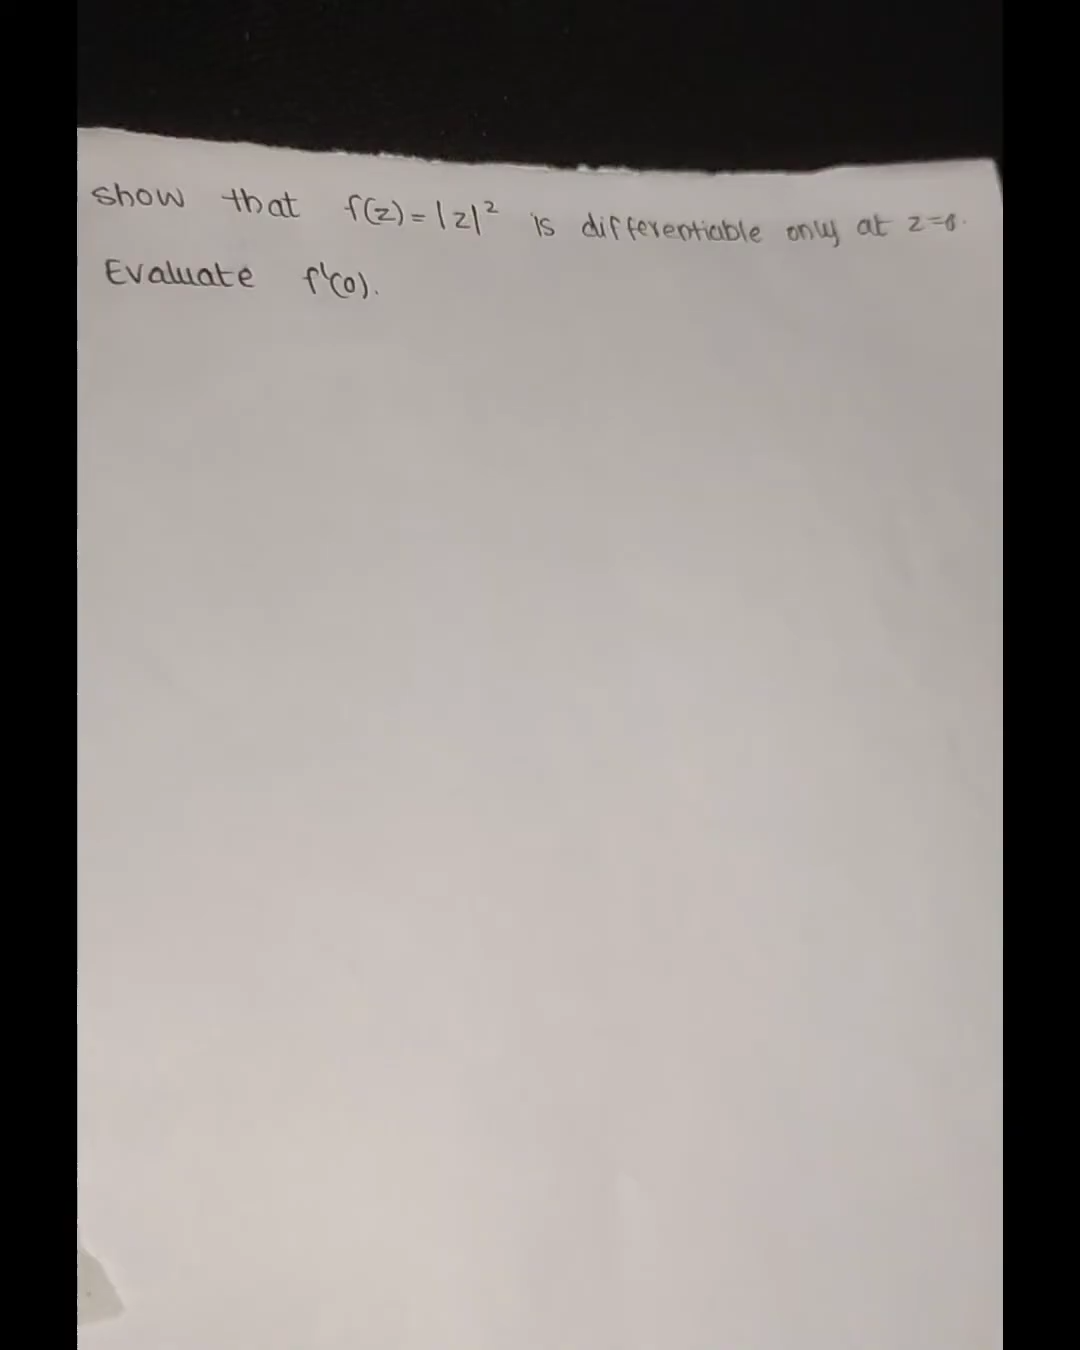 show that f(z)=|z|² is differentiable only at z=0.
Evaluate f'(0).